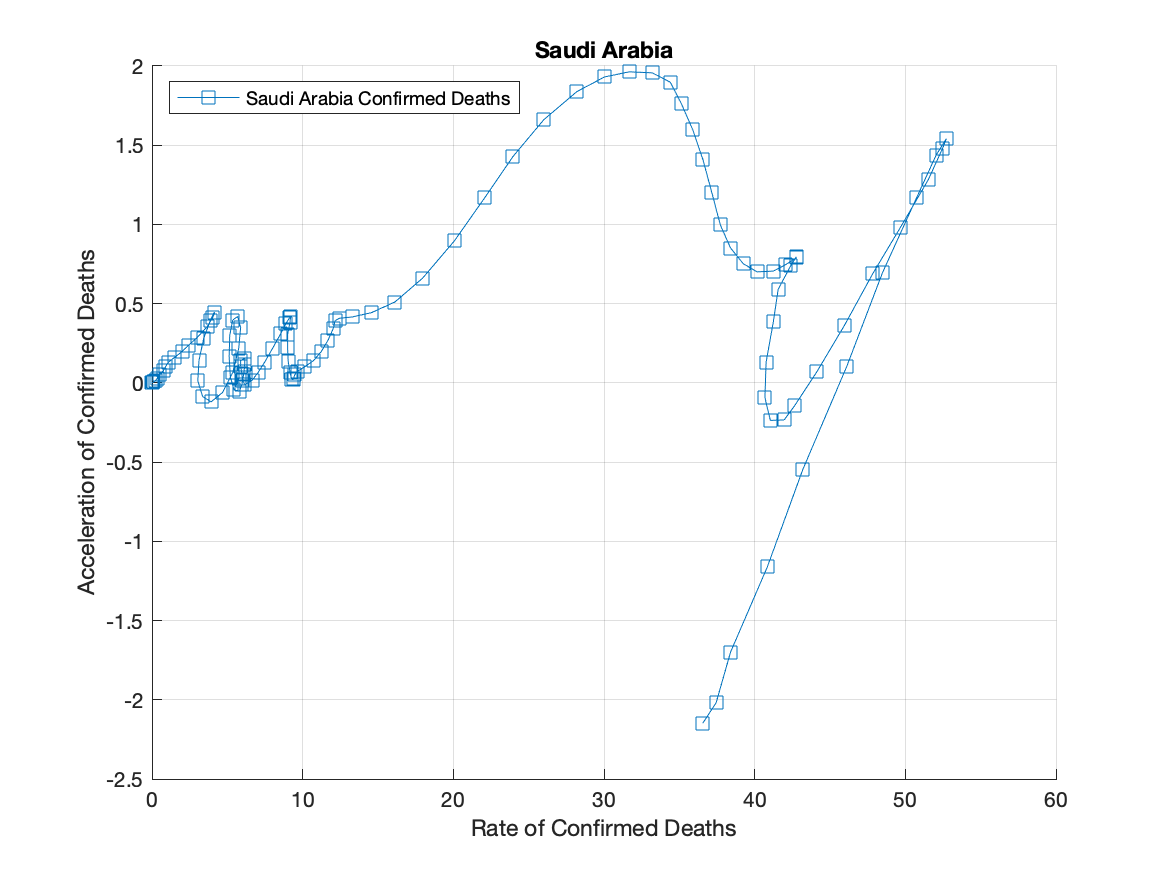 Saudi Arabia
Saudi Arabia Confirmed Deaths
2
1.5
1
0.5
0
-0.5
-1
-1.5
-2
-2.5
Acceleration of Confirmed Deaths
0 10 20 30 40 50 60
Rate of Confirmed Deaths